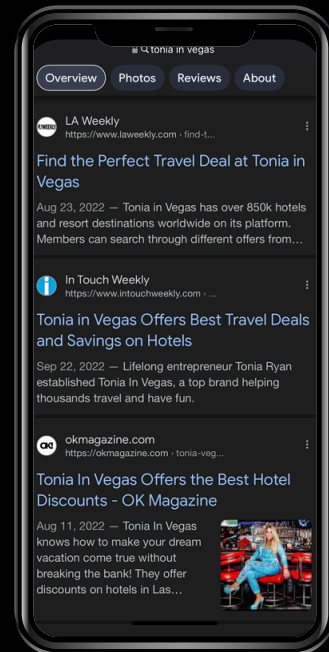 tonia in vegas
Overview
Photos
Reviews
About
LA Weekly
https://www.laweekly.com › find-t...
Find the Perfect Travel Deal at Tonia in
Vegas
Aug 23, 2022 — Tonia in Vegas has over 850k hotels
and resort destinations worldwide on its platform.
Members can search through different offers from...
In Touch Weekly
https://www.intouchweekly.com › ...
Tonia in Vegas Offers Best Travel Deals
and Savings on Hotels
Sep 22, 2022 — Lifelong entrepreneur Tonia Ryan
established Tonia In Vegas, a top brand helping
thousands travel and have fun.
OK!
okmagazine.com
https://okmagazine.com › tonia-veg...
Tonia In Vegas Offers the Best Hotel
Discounts - OK Magazine
Aug 11, 2022 — Tonia In Vegas
knows how to make your dream
vacation come true without
breaking the bank! They offer
discounts on hotels in Las...